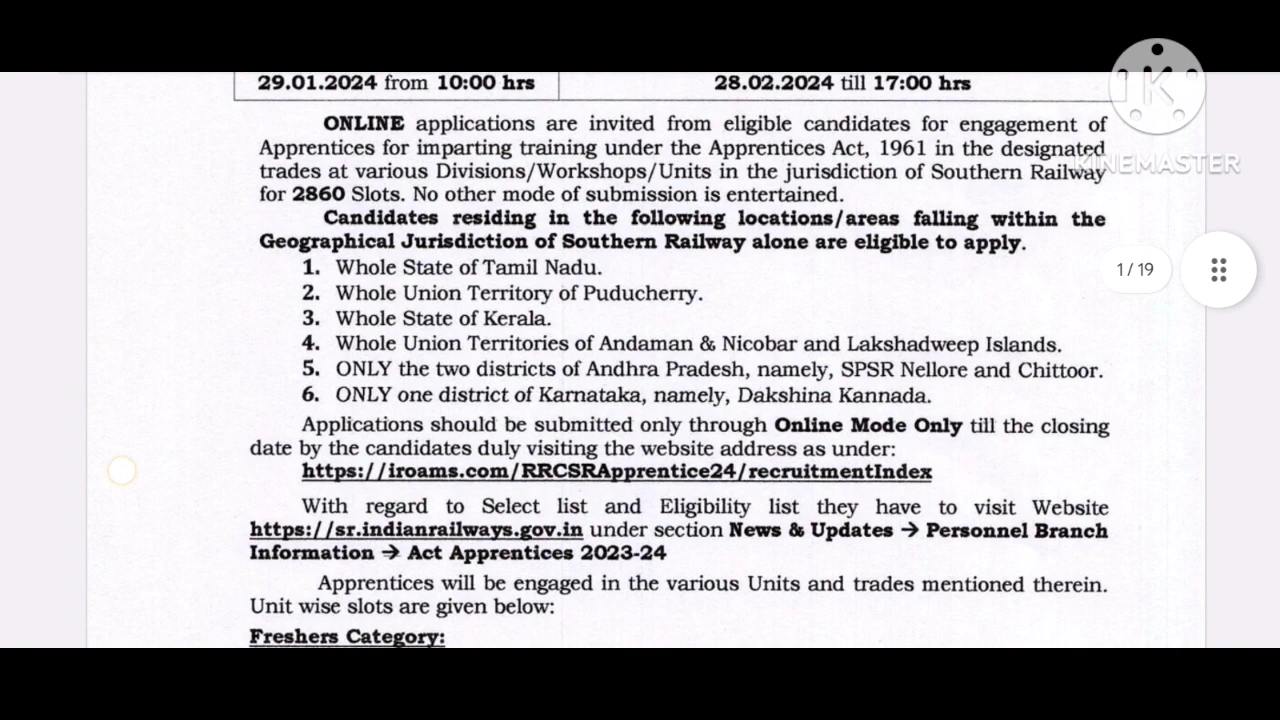 29.01.2024 from 10:00 hrs
28.02.2024 till 17:00 hrs
ONLINE applications are invited from eligible candidates for engagement of
Apprentices for imparting training under the Apprentices Act, 1961 in the designated
trades at various Divisions/Workshops/Units in the jurisdiction of Southern Railway
for 2860 Slots. No other mode of submission is entertained.
Candidates residing in the following locations/areas falling within the
Geographical Jurisdiction of Southern Railway alone are eligible to apply.
1. Whole State of Tamil Nadu.
2. Whole Union Territory of Puducherry.
3. Whole State of Kerala.
4. Whole Union Territories of Andaman & Nicobar and Lakshadweep Islands.
5. ONLY the two districts of Andhra Pradesh, namely, SPSR Nellore and Chittoor.
6. ONLY one district of Karnataka, namely, Dakshina Kannada.
Applications should be submitted only through Online Mode Only till the closing
date by the candidates duly visiting the website address as under:
https://iroams.com/RRCSRApprentice24/recruitmentIndex
With regard to Select list and Eligibility list they have to visit Website
https://sr.indianrailways.gov.in under section News & Updates → Personnel Branch
Information → Act Apprentices 2023-24
Apprentices will be engaged in the various Units and trades mentioned therein.
Unit wise slots are given below:
Freshers Category:
K
KINEMASTER
1/19